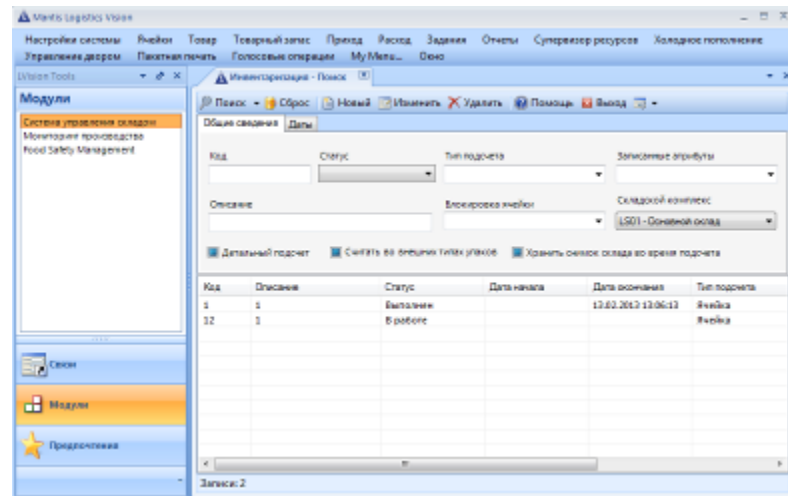 Mantis Logistics Vision
Настройки системы Ячейки Товар Товарный запас Приход Расход Задания Отчеты Супервизор ресурсов Холодное пополнение
Управление двором Пакетная печать Голосовые операции My Menu... Окно
LVision Tools
Инвентаризация - Поиск
Модули
Поиск Сброс Новый Изменить Удалить Помощь Выход
Система управления складом
Мониторинг производства
Food Safety Management
Общие сведения Даты
Код Статус Тип подсчета Записанные атрибуты
Описание Блокировка ячейки Складской комплекс
LS01 - Основной склад
Детальный подсчет Считать во внешних типах упаков Хранить снимок склада во время подсчета
Код Описание Статус Дата начала Дата окончания Тип подсчета
1 1 Выполнен 13.02.2013 13:06:13 Ячейка
12 1 В работе Ячейка
Связи
Модули
Предпочтения
Записи: 2